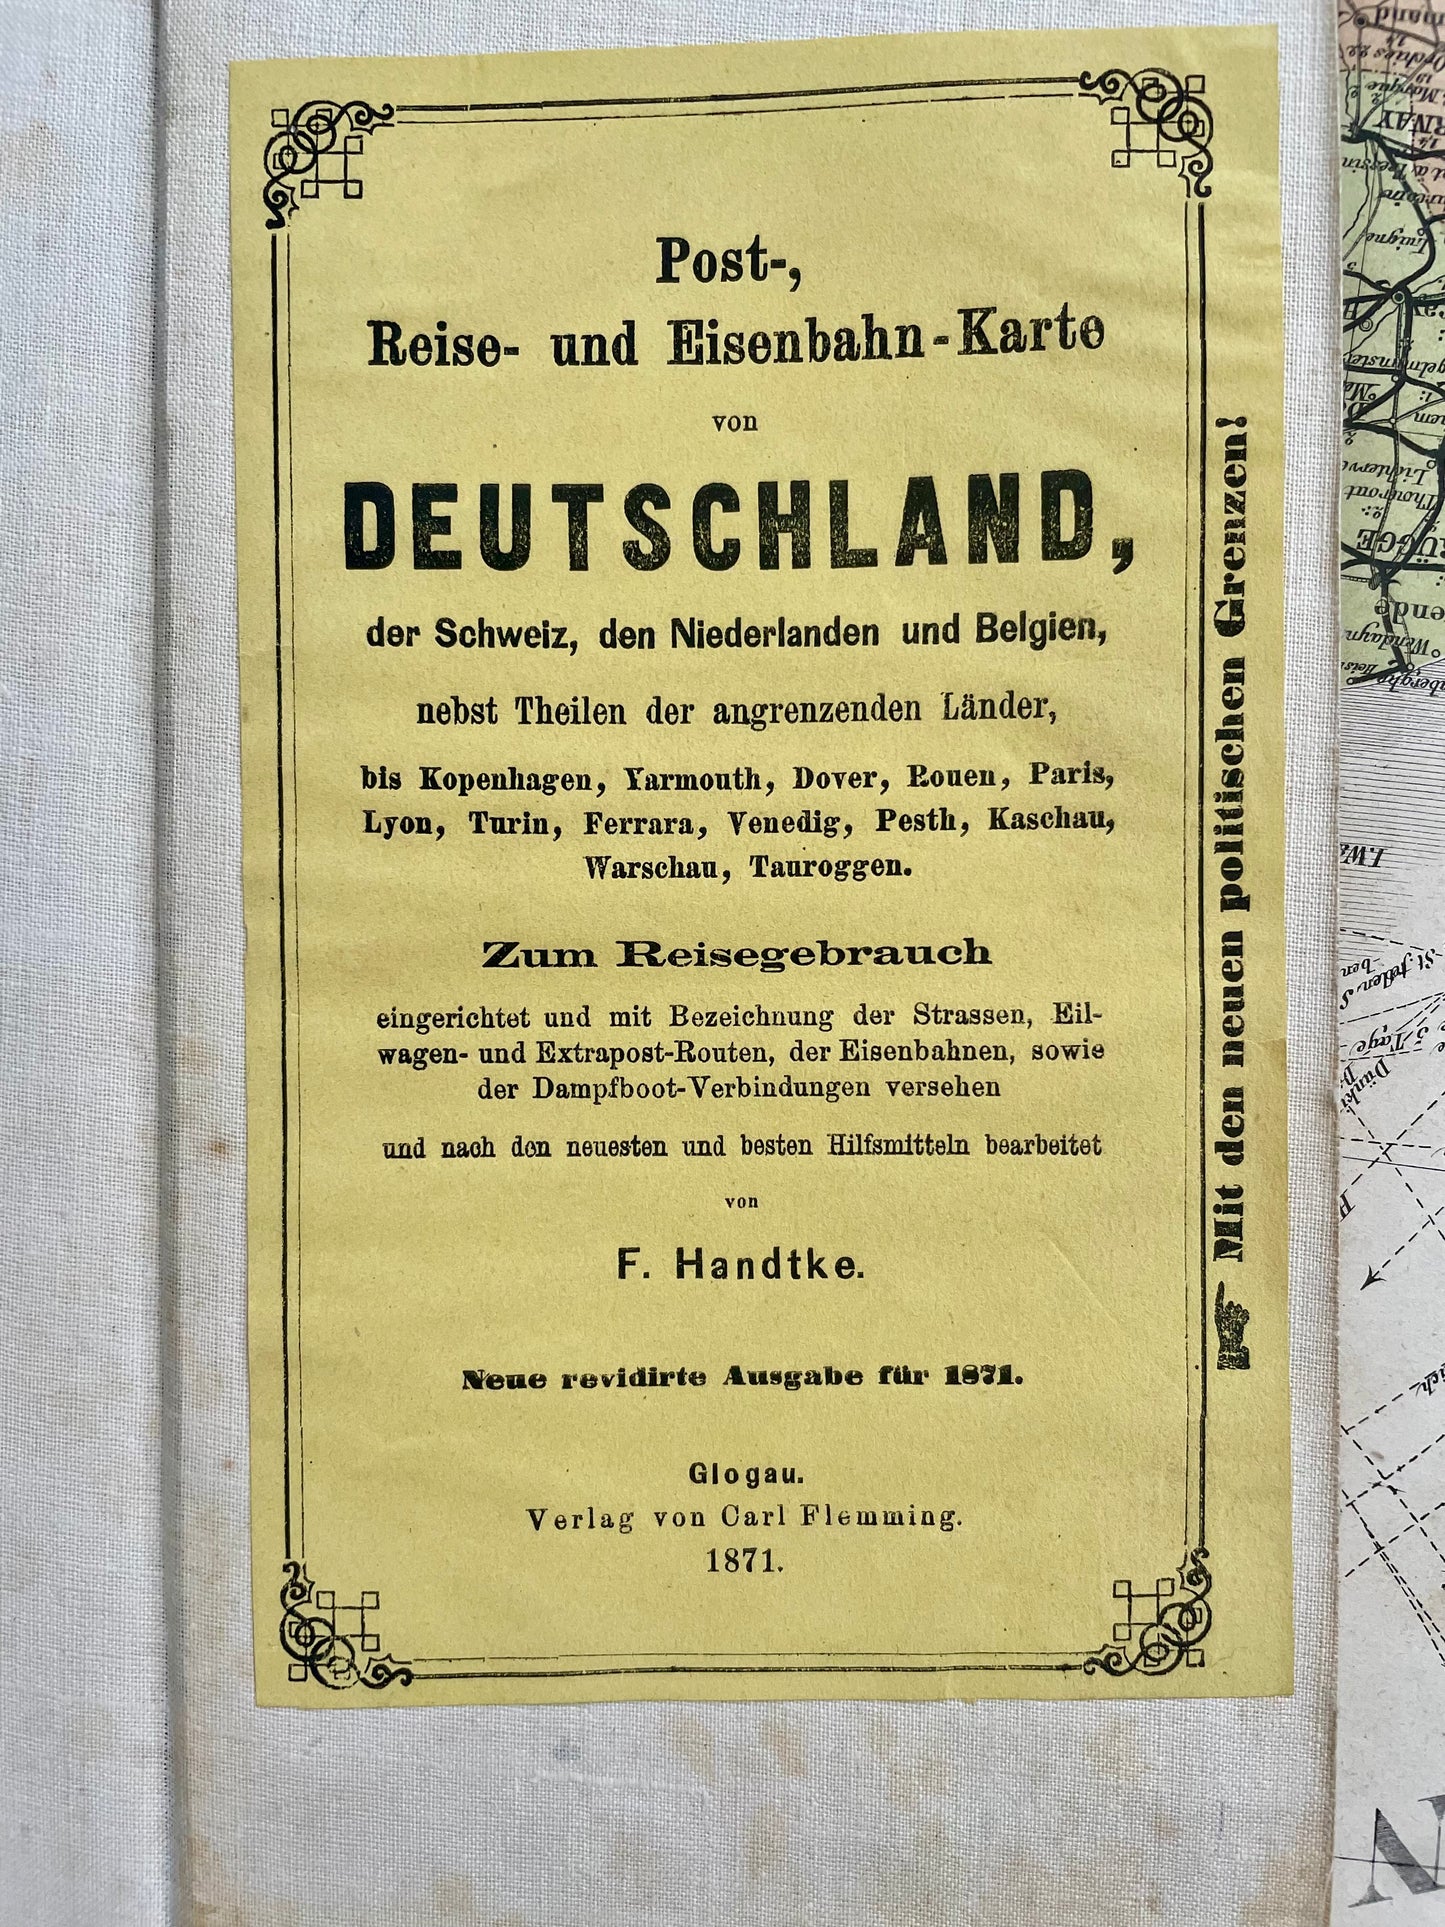 Post-,
Reise- und Eisenbahn-Karte
von
DEUTSCHLAND,
der Schweiz, den Niederlanden und Belgien,
nebst Theilen der angrenzenden Länder,
bis Kopenhagen, Yarmouth, Dover, Rouen, Paris,
Lyon, Turin, Ferrara, Venedig, Pesth, Kaschau,
Warschau, Tauroggen.
Zum Reisegebrauch
eingerichtet und mit Bezeichnung der Strassen, Eil-
wagen- und Extrapost-Routen, der Eisenbahnen, sowie
der Dampfboot-Verbindungen versehen
und nach den neuesten und besten Hilfsmitteln bearbeitet
von
F. Handtke.
Neue revidirte Ausgabe für 1871.
Glogau.
Verlag von Carl Flemming.
1871.
☛ Mit den neuen politischen Grenzen!
Orchies
Thourout
Tage